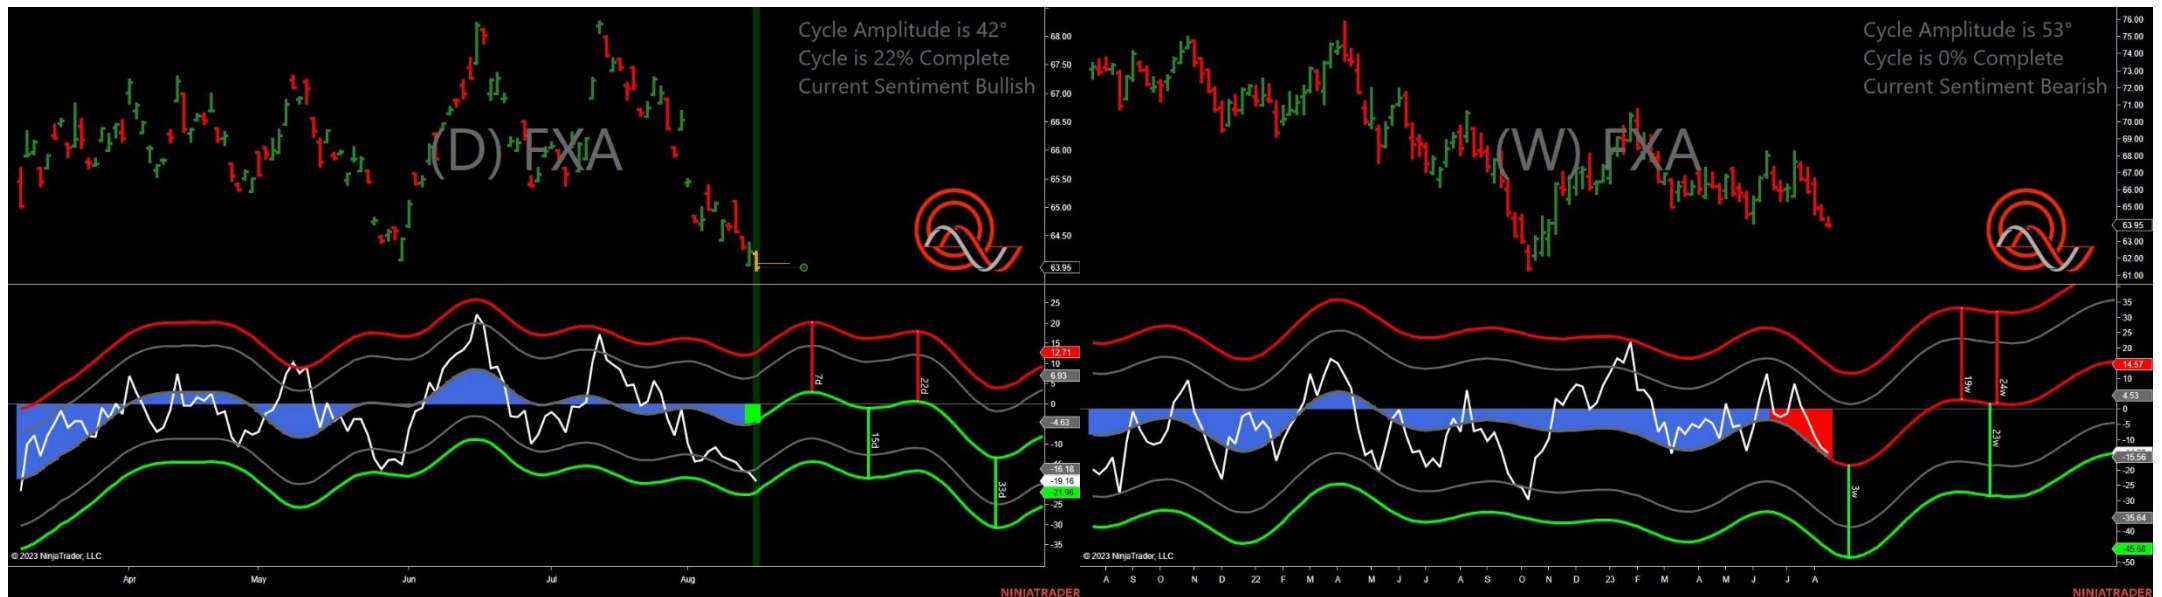 Cycle Amplitude is 42°
Cycle is 22% Complete
Current Sentiment Bullish
(D) FXA
68.00
67.50
67.00
66.50
66.00
65.50
65.00
64.50
63.95
25
20
15
12.71
10
6.93
5
0
-4.63
-10
-16.18
-19.16
-21.96
-25
-30
-35
7d
22d
15d
33d
© 2023 NinjaTrader, LLC
Apr
May
Jun
Jul
Aug
NINJATRADER
Cycle Amplitude is 53°
Cycle is 0% Complete
Current Sentiment Bearish
(W) FXA
76.00
75.00
74.00
73.00
72.00
71.00
70.00
69.00
68.00
67.00
66.00
65.00
63.95
63.00
62.00
61.00
35
30
25
20
14.57
10
4.53
0
-5
-10
-15.56
-20
-25
-30
-35.64
-40
-45.68
-50
19w
24w
23w
3w
© 2023 NinjaTrader, LLC
A S O N D 22 F M A M J J A S O N D 23 F M A M J J A
NINJATRADER